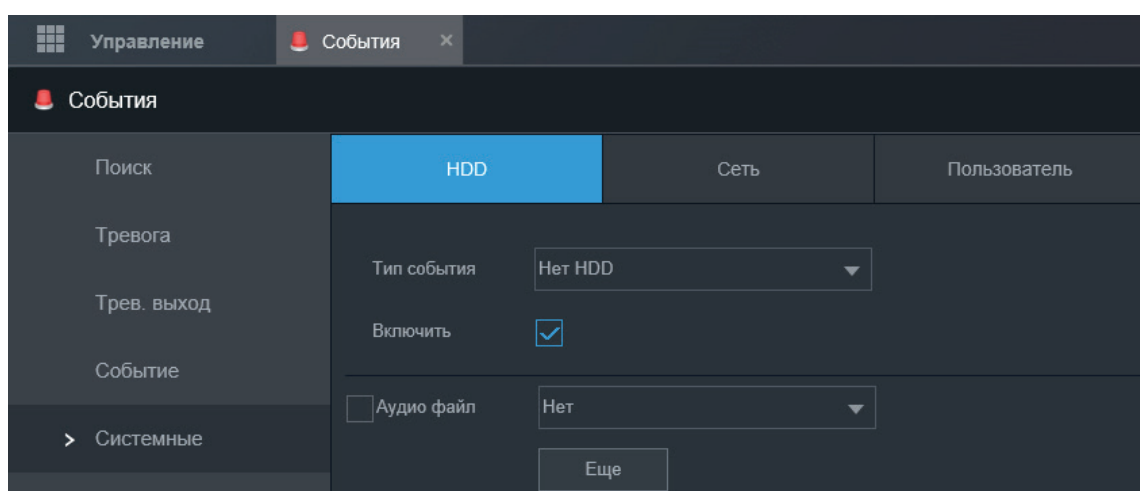 Управление События ×
События
Поиск HDD Сеть Пользователь
Тревога
Тип события Нет HDD
Трев. выход
Включить
Событие
Аудио файл Нет
> Системные
Еще